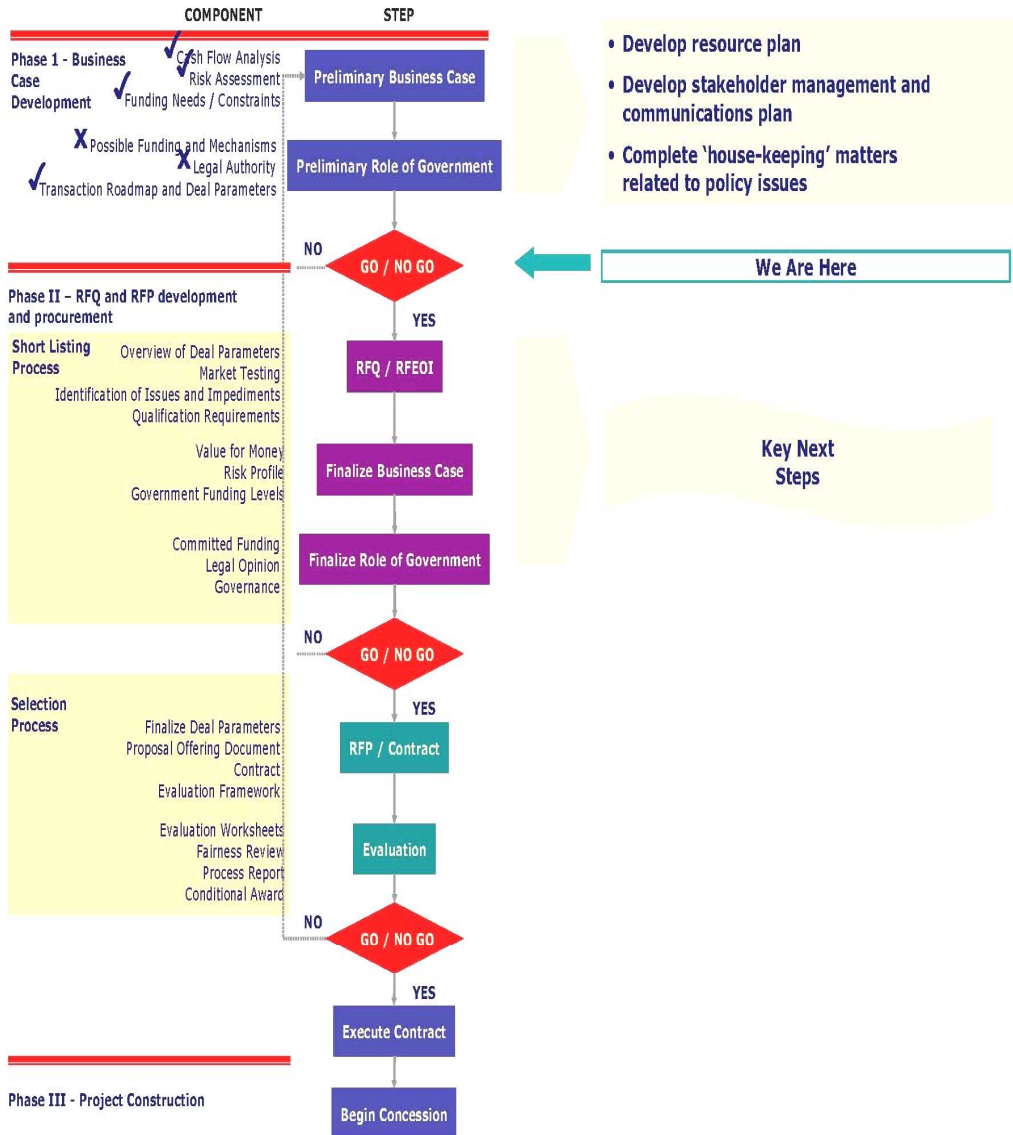 COMPONENT
STEP
Phase 1 - Business
Case
Development
Cash Flow Analysis
Risk Assessment
Funding Needs / Constraints
Possible Funding and Mechanisms
Legal Authority
Transaction Roadmap and Deal Parameters
Preliminary Business Case
Preliminary Role of Government
• Develop resource plan
• Develop stakeholder management and
communications plan
• Complete ‘house-keeping’ matters
related to policy issues
NO
GO / NO GO
We Are Here
YES
Phase II – RFQ and RFP development
and procurement
Short Listing
Process
Overview of Deal Parameters
Market Testing
Identification of Issues and Impediments
Qualification Requirements
RFQ / RFEOI
Value for Money
Risk Profile
Government Funding Levels
Finalize Business Case
Key Next
Steps
Committed Funding
Legal Opinion
Governance
Finalize Role of Government
NO
GO / NO GO
YES
Selection
Process
Finalize Deal Parameters
Proposal Offering Document
Contract
Evaluation Framework
RFP / Contract
Evaluation Worksheets
Fairness Review
Process Report
Conditional Award
Evaluation
NO
GO / NO GO
YES
Execute Contract
Phase III - Project Construction
Begin Concession